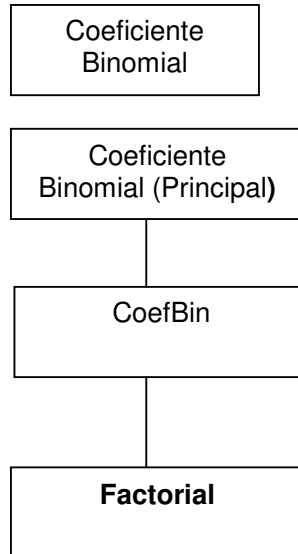 Coeficiente
Binomial
Coeficiente
Binomial (Principal)
CoefBin
Factorial